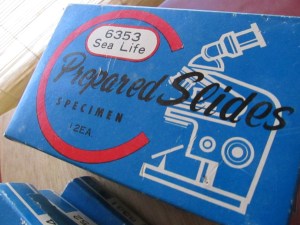 6353
Sea Life
Prepared Slides
SPECIMEN
12EA